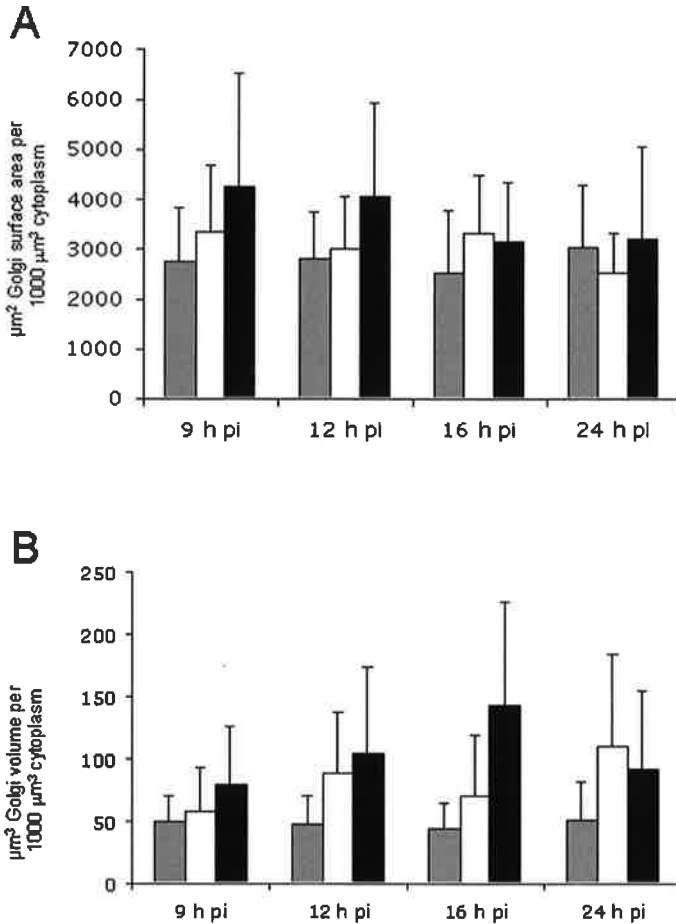 A
µm² Golgi surface area per
1000 µm³ cytoplasm
7000
6000
5000
4000
3000
2000
1000
0
9 h pi
12 h pi
16 h pi
24 h pI
B
µm³ Golgi volume per
1000 µm³ cytoplasm
250
200
150
100
50
0
9 h pi
12 h pi
16 h pi
24 h pi